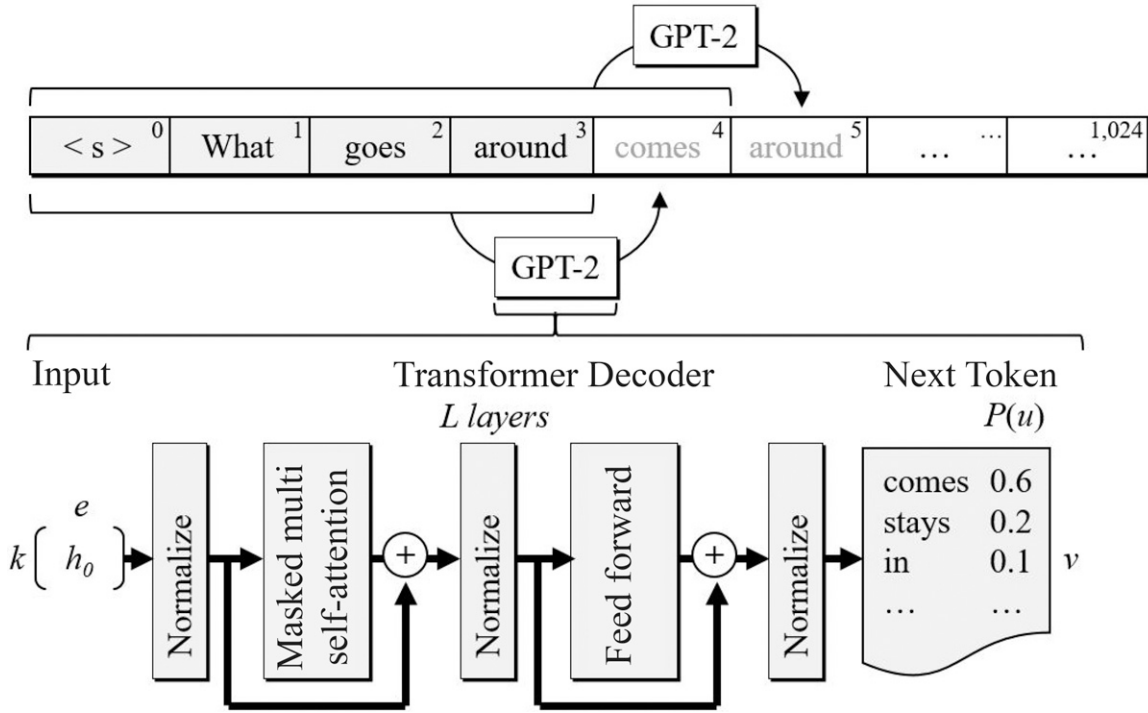 GPT-2
< s > 0 What 1 goes 2 around 3 comes 4 around 5 … … … 1,024
GPT-2
Input Transformer Decoder Next Token
L layers P(u)
Normalize
Masked multi
self-attention
+
Normalize
Feed forward
+
Normalize
e
k [ h0 ]
comes 0.6
stays 0.2
in 0.1 v
… …